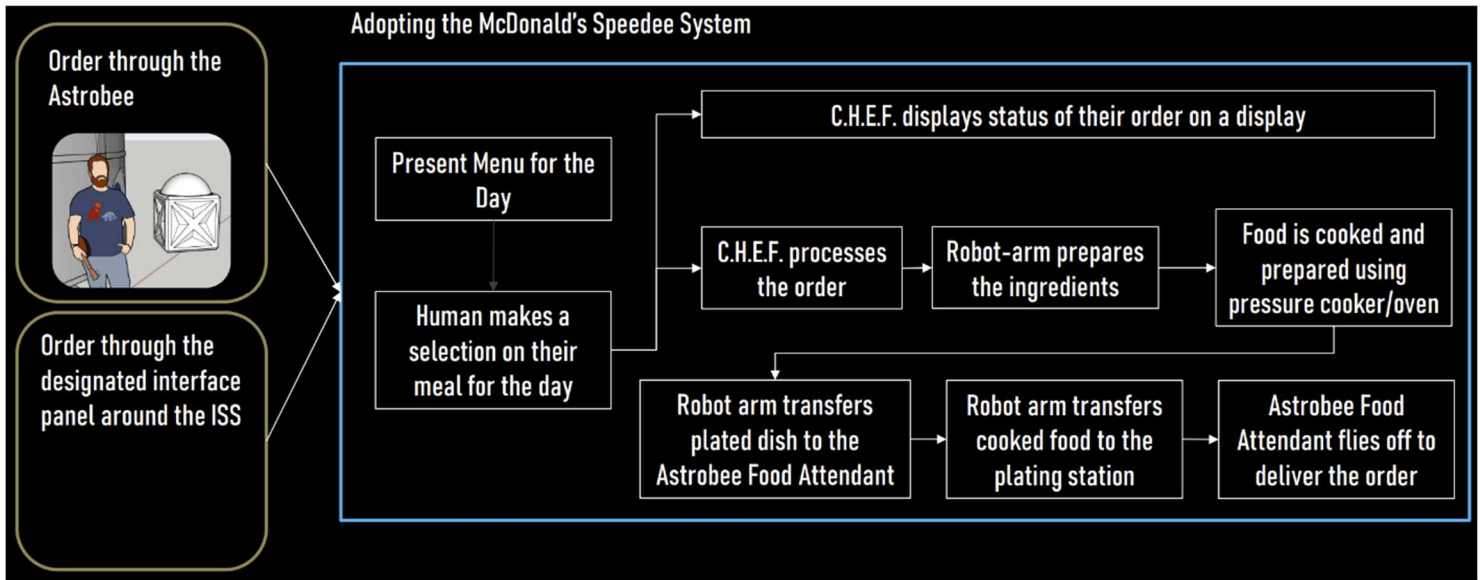 Adopting the McDonald's Speedee System
Order through the
Astrobee
Order through the
designated interface
panel around the ISS
Present Menu for the
Day
Human makes a
selection on their
meal for the day
C.H.E.F. displays status of their order on a display
C.H.E.F. processes
the order
Robot-arm prepares
the ingredients
Food is cooked and
prepared using
pressure cooker/oven
Robot arm transfers
plated dish to the
Astrobee Food Attendant
Robot arm transfers
cooked food to the
plating station
Astrobee Food
Attendant flies off to
deliver the order